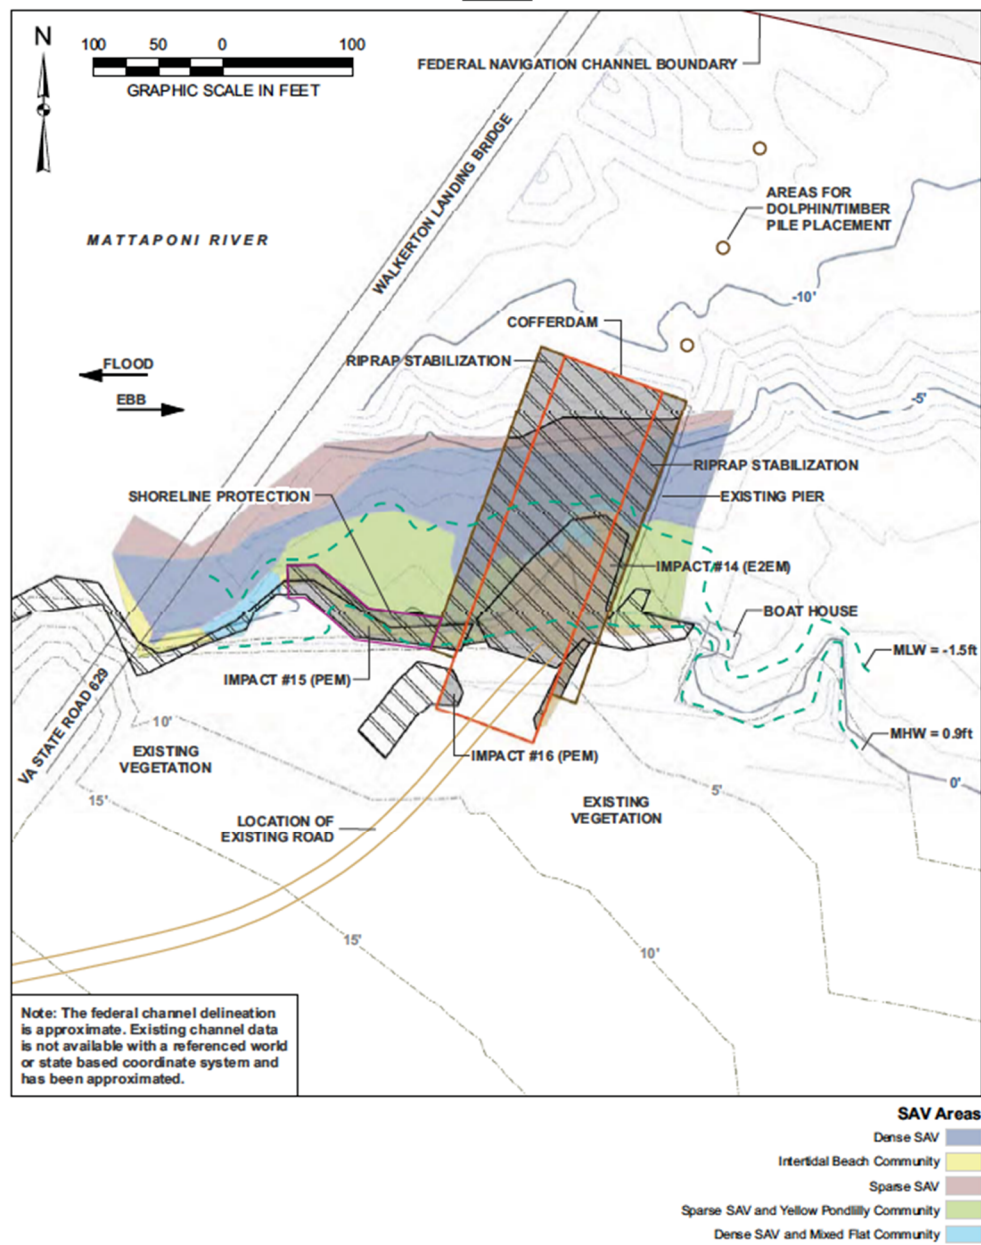 N
100 50 0 100
GRAPHIC SCALE IN FEET
FEDERAL NAVIGATION CHANNEL BOUNDARY
WALKERTON LANDING BRIDGE
AREAS FOR
DOLPHIN/TIMBER
PILE PLACEMENT
MATTAPONI RIVER
-10'
COFFERDAM
RIPRAP STABILIZATION
FLOOD
EBB
-5'
RIPRAP STABILIZATION
SHORELINE PROTECTION
EXISTING PIER
IMPACT #14 (E2EM)
BOAT HOUSE
MLW = -1.5ft
IMPACT #15 (PEM)
VA STATE ROAD 629
10'
MHW = 0.9ft
EXISTING
VEGETATION
IMPACT #16 (PEM)
0'
5'
15'
EXISTING
VEGETATION
LOCATION OF
EXISTING ROAD
15'
10'
Note: The federal channel delineation
is approximate. Existing channel data
is not available with a referenced world
or state based coordinate system and
has been approximated.
SAV Areas
Dense SAV
Intertidal Beach Community
Sparse SAV
Sparse SAV and Yellow Pondlilly Community
Dense SAV and Mixed Flat Community